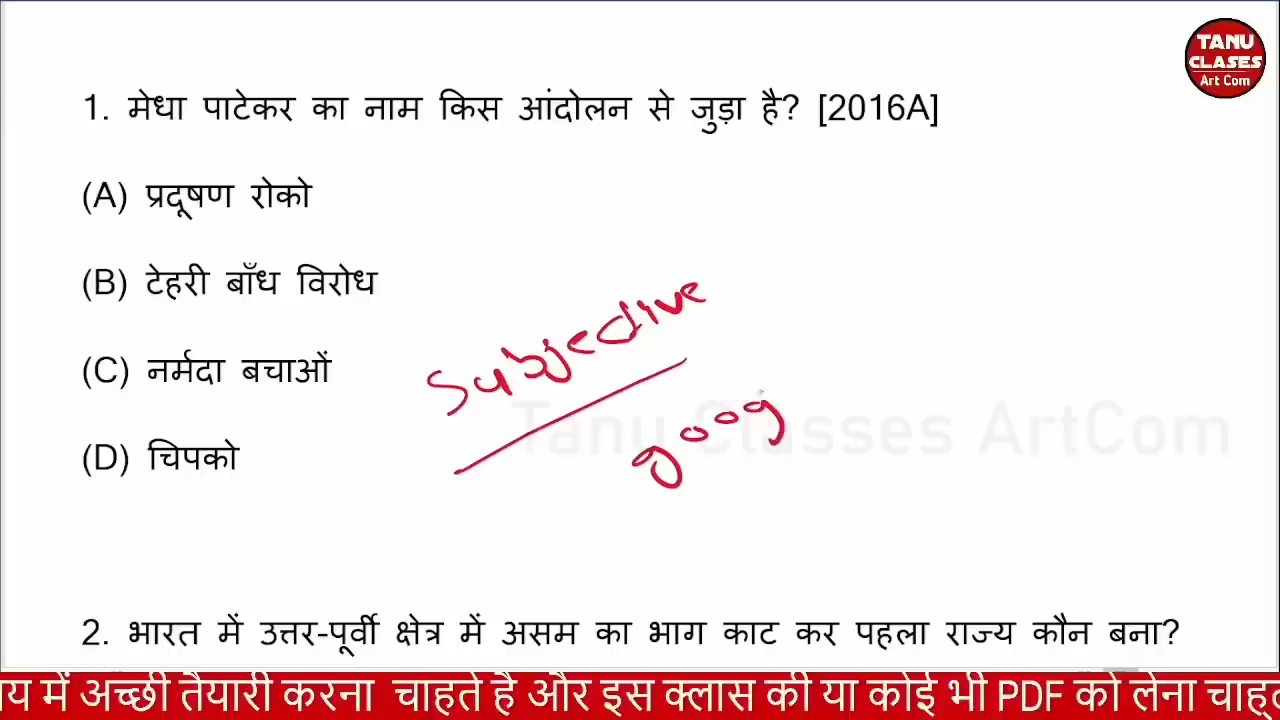 TANU
CLASES
Art Com
1. मेधा पाटेकर का नाम किस आंदोलन से जुड़ा है? [2016A]
(A) प्रदूषण रोको
(B) टेहरी बाँध विरोध
(C) नर्मदा बचाओं
(D) चिपको
Subjective
goog
Tanu Classes ArtCom
2. भारत में उत्तर-पूर्वी क्षेत्र में असम का भाग काट कर पहला राज्य कौन बना?
में अच्छी तैयारी करना चाहते है और इस क्लास की या कोई भी PDF को लेना